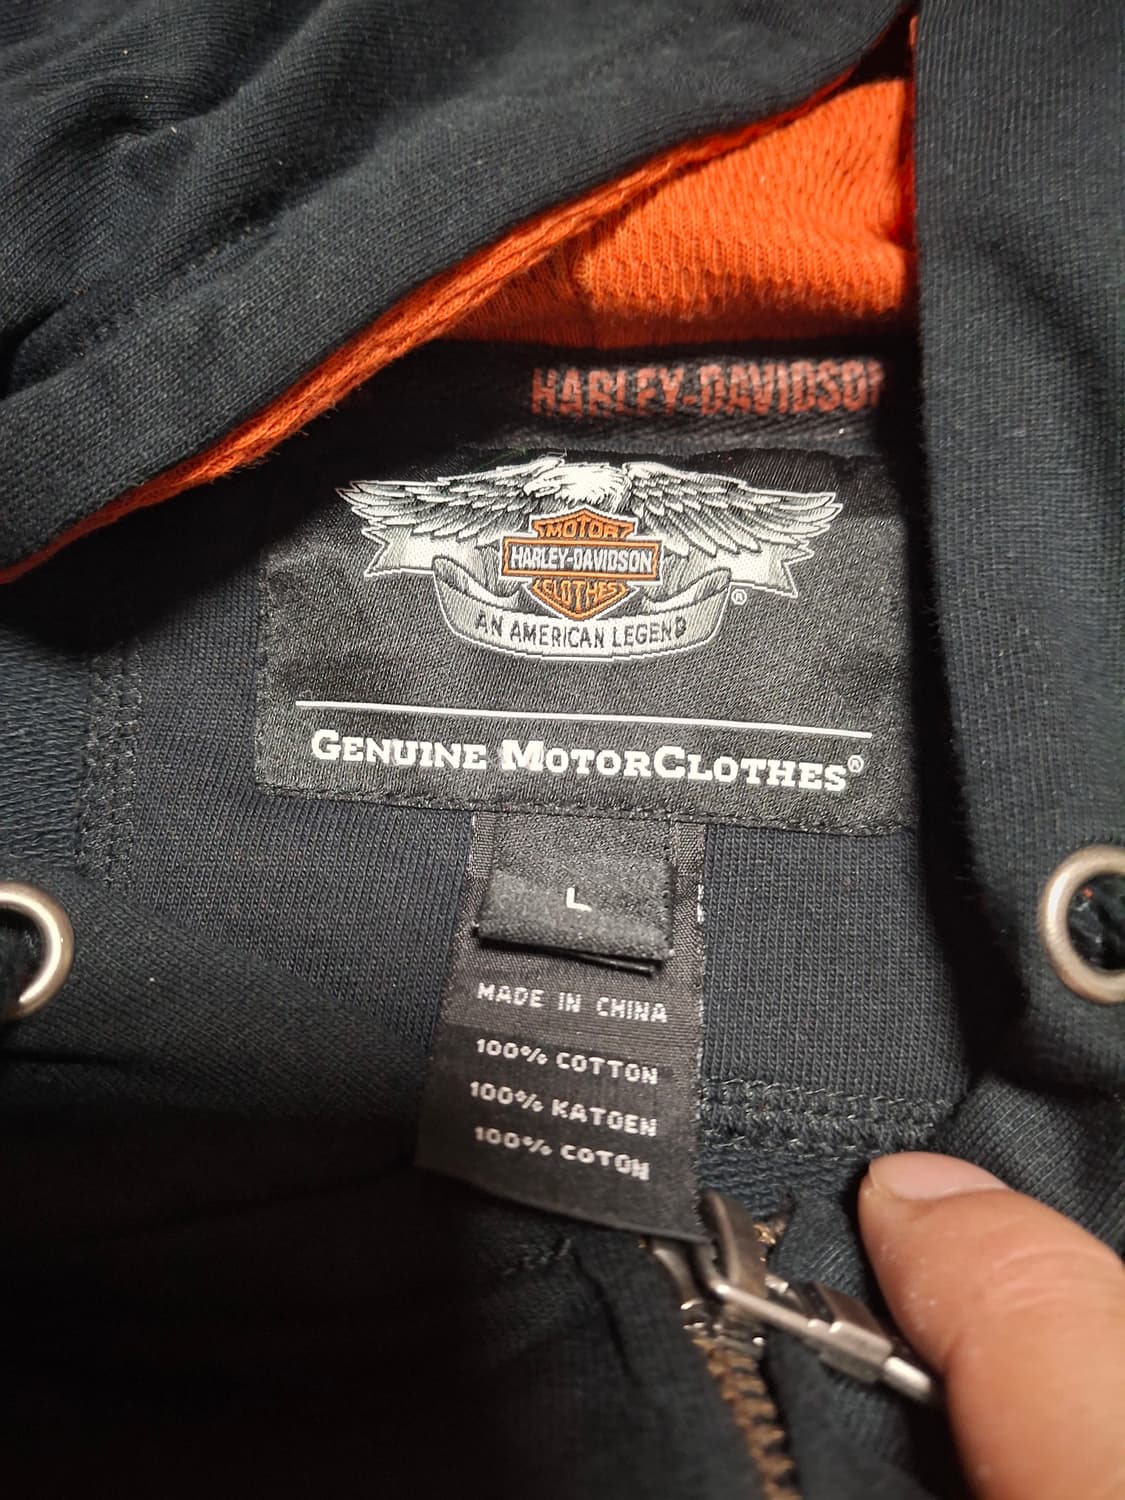 HARLEY-DAVIDSON
MOTOR
HARLEY-DAVIDSON
CLOTHES
®
AN AMERICAN LEGEND
GENUINE MOTORCLOTHES®
L
MADE IN CHINA
100% COTTON
100% KATOEN
100% COTON